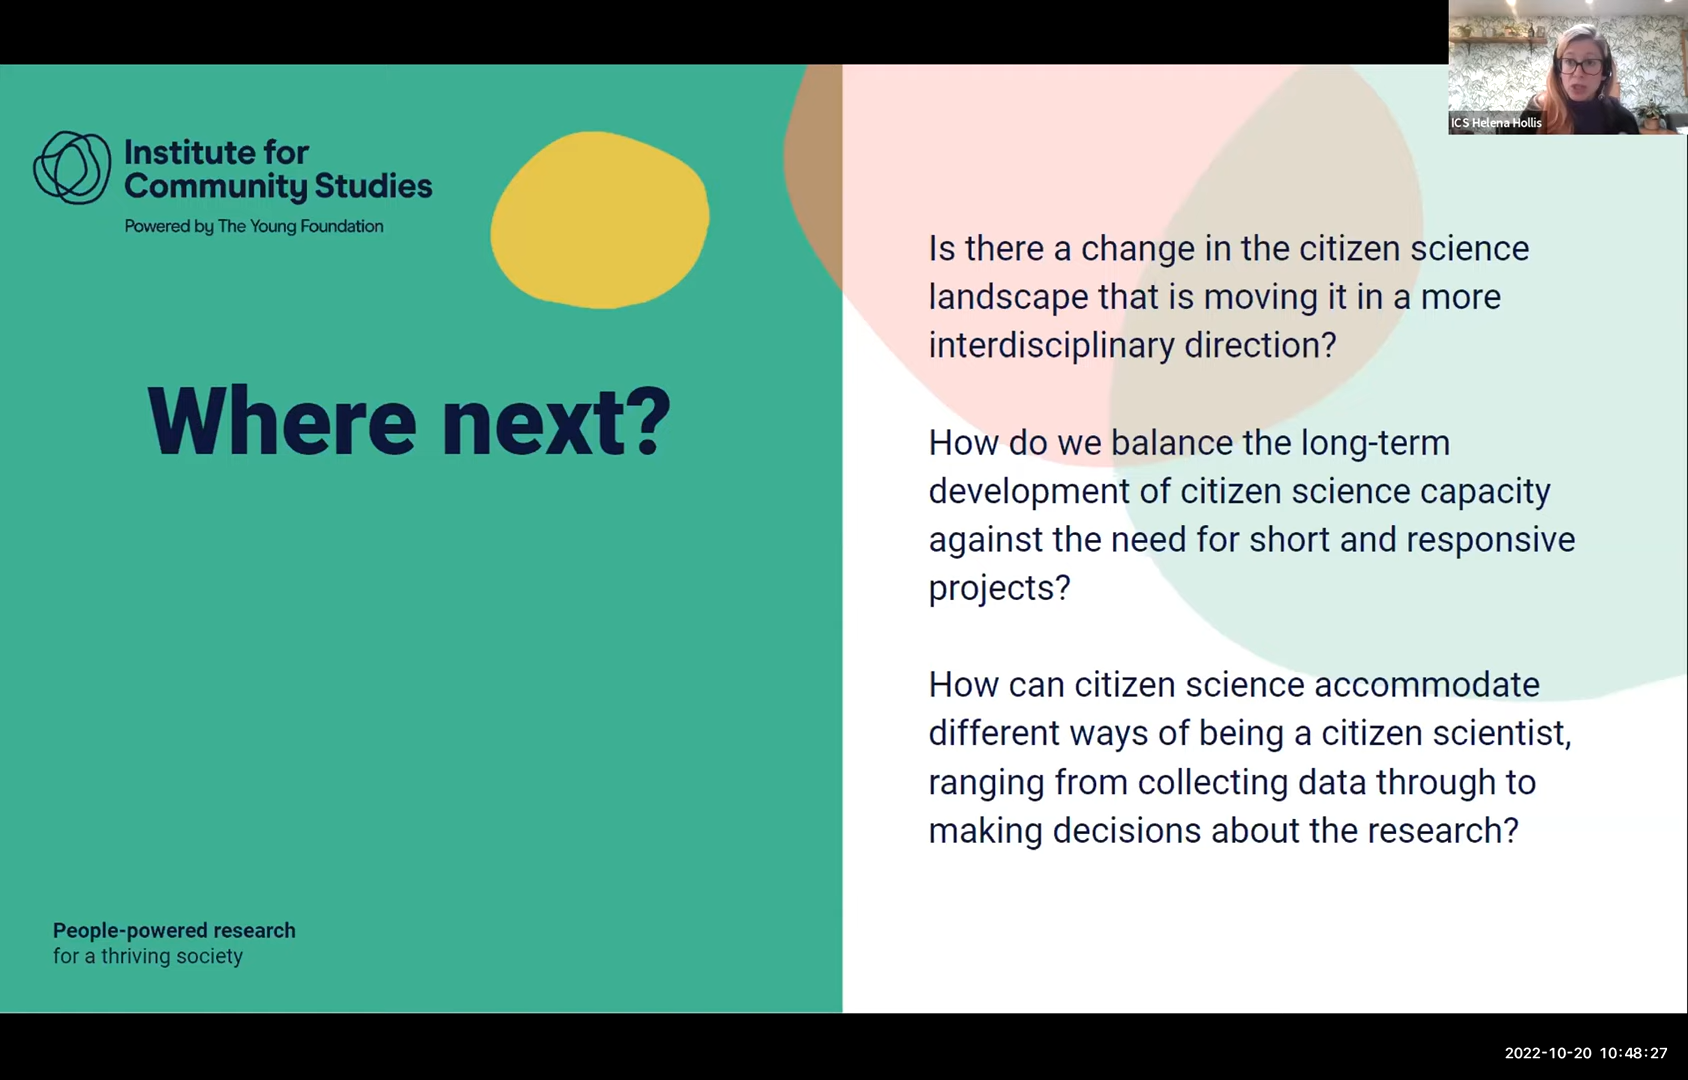 ICS Helena Hollis
Institute for
Community Studies
Powered by The Young Foundation
Where next?
People-powered research
for a thriving society
Is there a change in the citizen science
landscape that is moving it in a more
interdisciplinary direction?
How do we balance the long-term
development of citizen science capacity
against the need for short and responsive
projects?
How can citizen science accommodate
different ways of being a citizen scientist,
ranging from collecting data through to
making decisions about the research?
2022-10-20 10:48:27